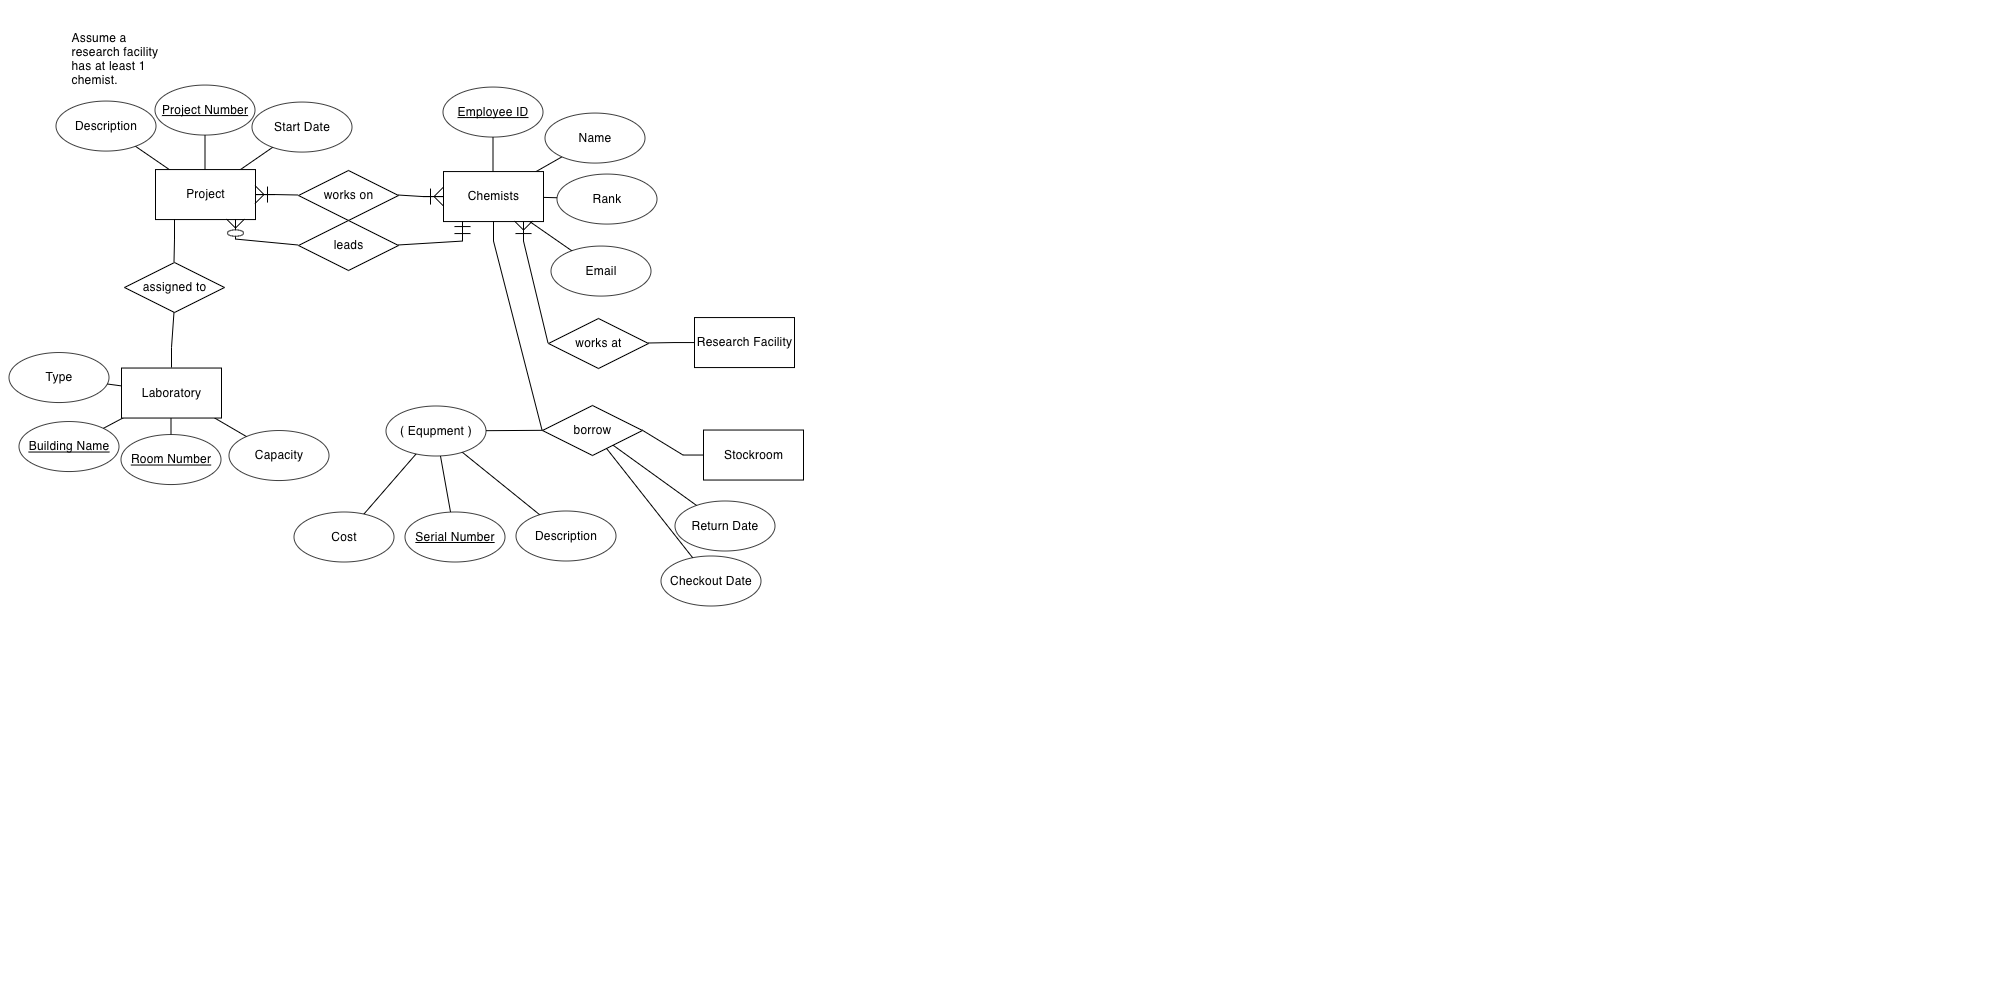 Assume a
research facility
has at least 1
chemist.
Project Number
Description
Start Date
Employee ID
Name
Project
works on
Chemists
Rank
leads
Email
assigned to
works at
Research Facility
Type
Laboratory
Building Name
Room Number
Capacity
( Equpment )
borrow
Stockroom
Cost
Serial Number
Description
Return Date
Checkout Date